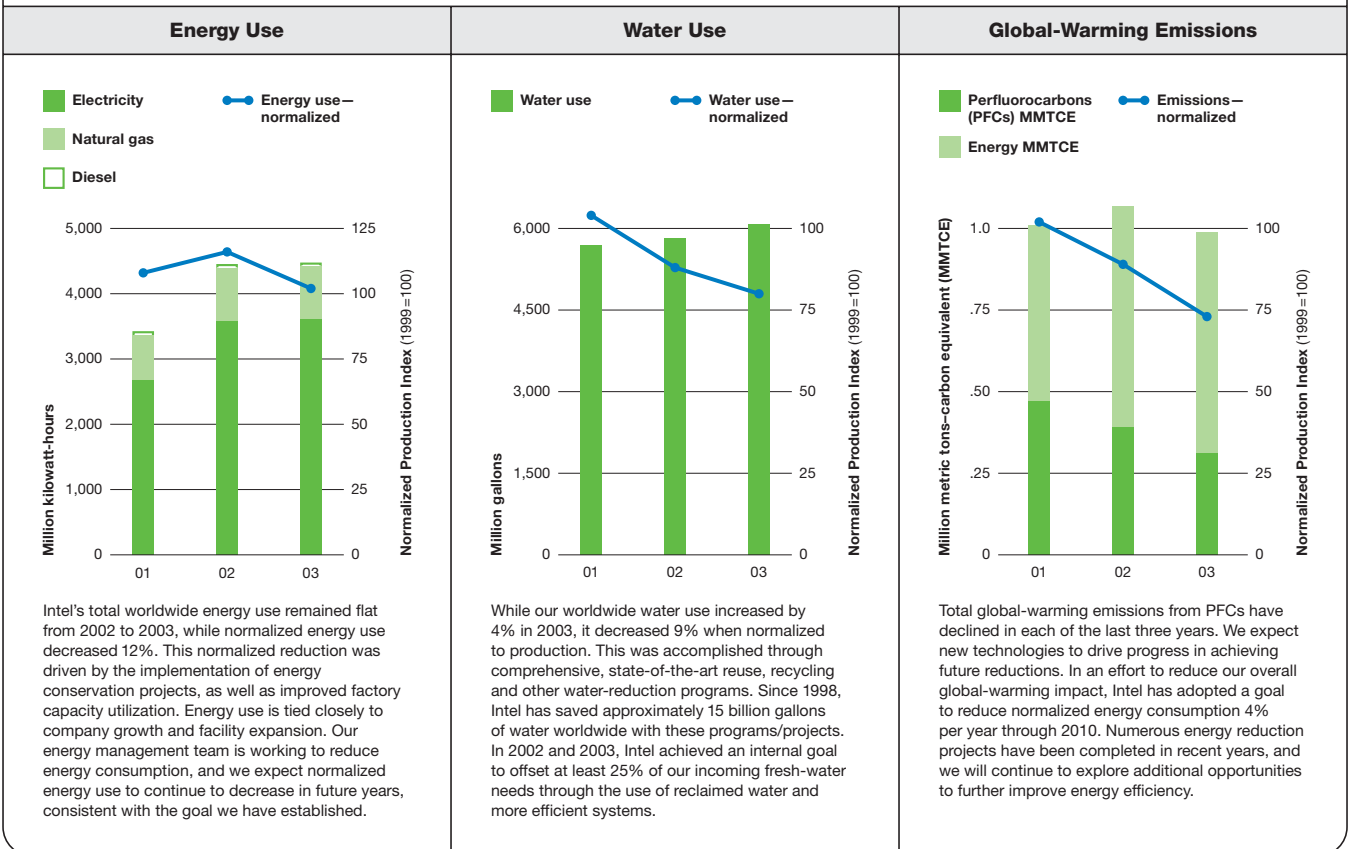 Energy Use
Electricity
Energy use—
normalized
Natural gas
Diesel
5,000
125
4,000
100
3,000
75
2,000
50
1,000
25
0
0
Million kilowatt-hours
Normalized Production Index (1999=100)
01
02
03
Intel's total worldwide energy use remained flat
from 2002 to 2003, while normalized energy use
decreased 12%. This normalized reduction was
driven by the implementation of energy
conservation projects, as well as improved factory
capacity utilization. Energy use is tied closely to
company growth and facility expansion. Our
energy management team is working to reduce
energy consumption, and we expect normalized
energy use to continue to decrease in future years,
consistent with the goal we have established.
Water Use
Water use
Water use—
normalized
6,000
100
4,500
75
3,000
50
1,500
25
0
0
Million gallons
Normalized Production Index (1999=100)
01
02
03
While our worldwide water use increased by
4% in 2003, it decreased 9% when normalized
to production. This was accomplished through
comprehensive, state-of-the-art reuse, recycling
and other water-reduction programs. Since 1998,
Intel has saved approximately 15 billion gallons
of water worldwide with these programs/projects.
In 2002 and 2003, Intel achieved an internal goal
to offset at least 25% of our incoming fresh-water
needs through the use of reclaimed water and
more efficient systems.
Global-Warming Emissions
Perfluorocarbons
(PFCs) MMTCE
Emissions—
normalized
Energy MMTCE
1.0
100
.75
75
.50
50
.25
25
0
0
Million metric tons–carbon equivalent (MMTCE)
Normalized Production Index (1999=100)
01
02
03
Total global-warming emissions from PFCs have
declined in each of the last three years. We expect
new technologies to drive progress in achieving
future reductions. In an effort to reduce our overall
global-warming impact, Intel has adopted a goal
to reduce normalized energy consumption 4%
per year through 2010. Numerous energy reduction
projects have been completed in recent years, and
we will continue to explore additional opportunities
to further improve energy efficiency.